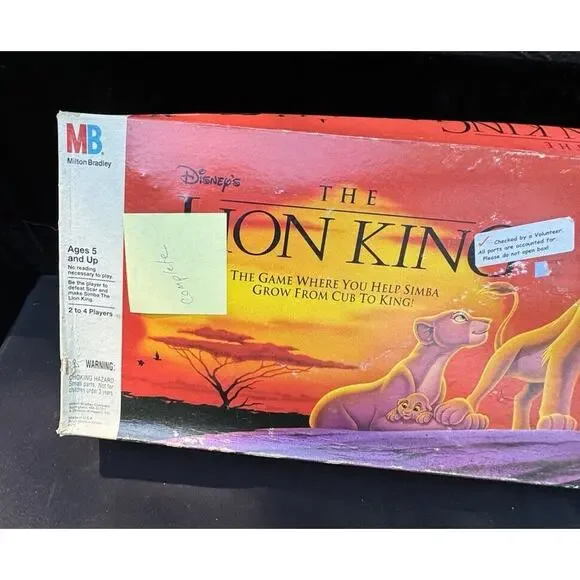 MB
Milton Bradley
Ages 5
and Up
No reading
necessary to play.
Be the player to
defeat Scar and
make Simba The
Lion King.
2 to 4 Players
WARNING:
CHOKING HAZARD
Small parts. Not for
children under 3 years.
KING
THE
Disney's
THE
LION KING
complete
Checked by a Volunteer.
All parts are accounted for.
Please do not open box!
THE GAME WHERE YOU HELP SIMBA
GROW FROM CUB TO KING!